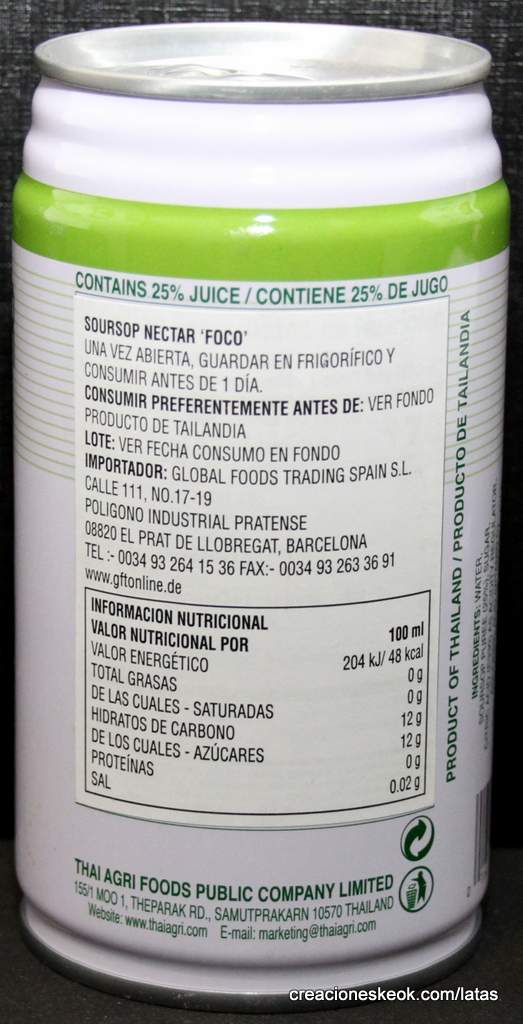 CONTAINS 25% JUICE / CONTIENE 25% DE JUGO
SOURSOP NECTAR 'FOCO'
UNA VEZ ABIERTA, GUARDAR EN FRIGORÍFICO Y
CONSUMIR ANTES DE 1 DÍA.
CONSUMIR PREFERENTEMENTE ANTES DE: VER FONDO
PRODUCTO DE TAILANDIA
LOTE: VER FECHA CONSUMO EN FONDO
IMPORTADOR: GLOBAL FOODS TRADING SPAIN S.L.
CALLE 111, NO.17-19
POLIGONO INDUSTRIAL PRATENSE
08820 EL PRAT DE LLOBREGAT, BARCELONA
TEL :- 0034 93 264 15 36 FAX:- 0034 93 263 36 91
www.gftonline.de
INFORMACION NUTRICIONAL
VALOR NUTRICIONAL POR 100 ml
VALOR ENERGÉTICO 204 kJ/ 48 kcal
TOTAL GRASAS 0 g
DE LAS CUALES - SATURADAS 0 g
HIDRATOS DE CARBONO 12 g
DE LOS CUALES - AZÚCARES 12 g
PROTEÍNAS 0 g
SAL 0.02 g
PRODUCT OF THAILAND / PRODUCTO DE TAILANDIA
INGREDIENTS: WATER,
SOURSOP PUREE (25%), SUGAR,
THAI AGRI FOODS PUBLIC COMPANY LIMITED
155/1 MOO 1, THEPARAK RD., SAMUTPRAKARN 10570 THAILAND
Website: www.thaiagri.com E-mail: marketing@thaiagri.com
creacioneskeok.com/latas